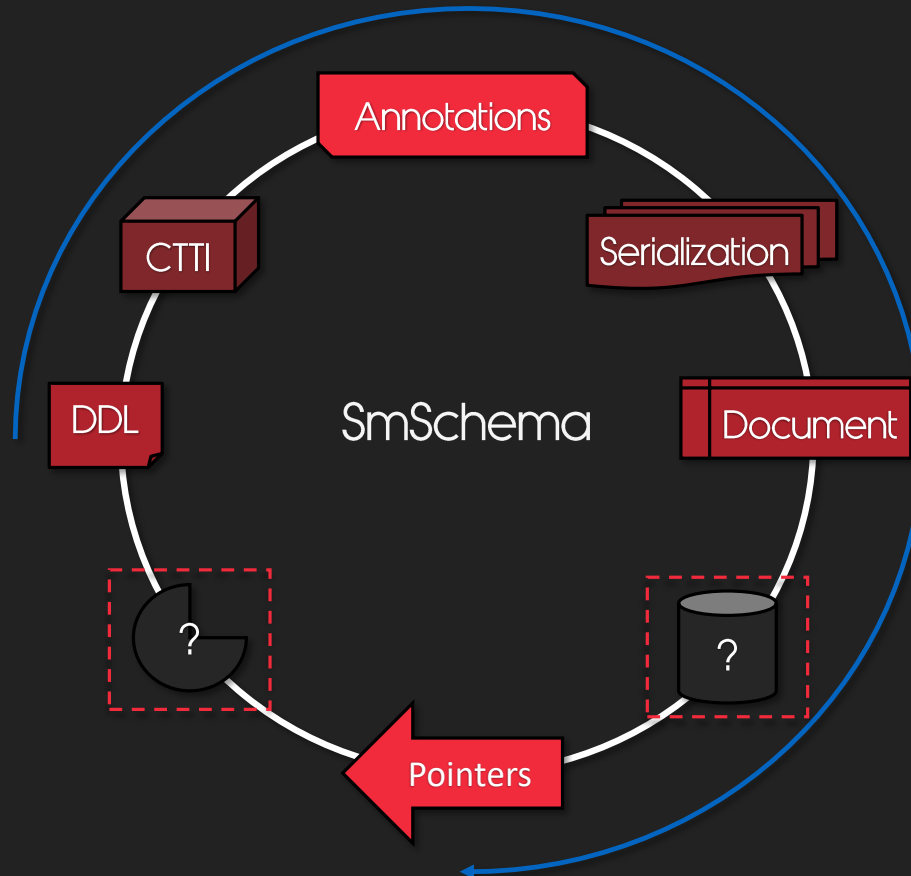 Annotations
CTTI
Serialization
DDL
SmSchema
Document
?
?
Pointers